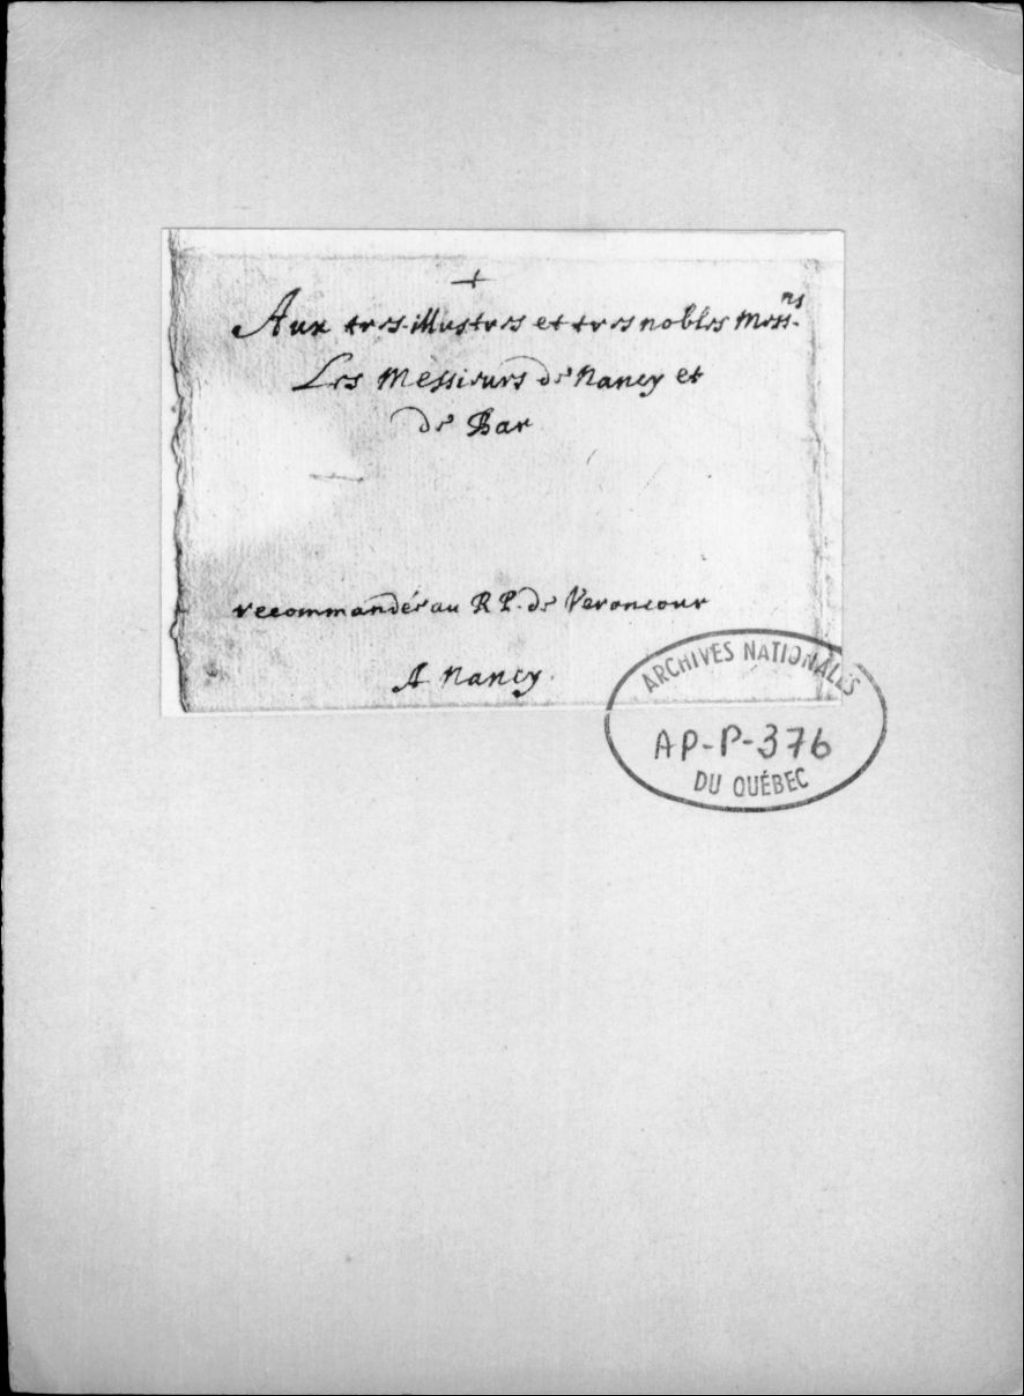 +
Aux tres-illustres et tres nobles Mess.rs
Les Messieurs de Nancy et
de Bar
recommandée au R P. de Veroncour
A Nancy.
ARCHIVES NATIONALES
AP-P-376
DU QUÉBEC